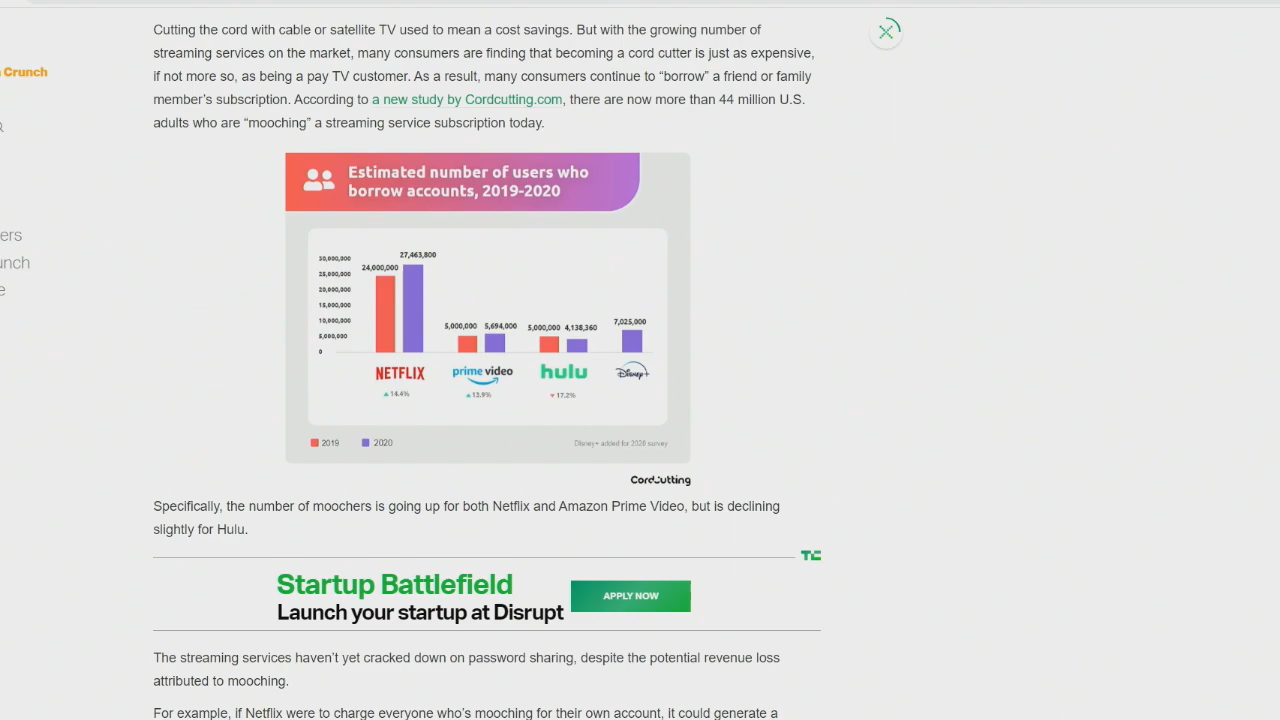 Cutting the cord with cable or satellite TV used to mean a cost savings. But with the growing number of
streaming services on the market, many consumers are finding that becoming a cord cutter is just as expensive,
if not more so, as being a pay TV customer. As a result, many consumers continue to “borrow” a friend or family
member’s subscription. According to a new study by Cordcutting.com, there are now more than 44 million U.S.
adults who are “mooching” a streaming service subscription today.
Crunch
ers
unch
e
Estimated number of users who
borrow accounts, 2019-2020
30,000,000
25,000,000
20,000,000
15,000,000
10,000,000
5,000,000
0
24,000,000 27,463,800
5,000,000 5,694,000
5,000,000 4,138,360
7,025,000
NETFLIX prime video hulu Disney+
14.4% 13.9% 17.2%
2019 2020
Disney+ added for 2020 survey
CordCutting
Specifically, the number of moochers is going up for both Netflix and Amazon Prime Video, but is declining
slightly for Hulu.
TC
Startup Battlefield
Launch your startup at Disrupt
APPLY NOW
The streaming services haven’t yet cracked down on password sharing, despite the potential revenue loss
attributed to mooching.
For example, if Netflix were to charge everyone who’s mooching for their own account, it could generate a